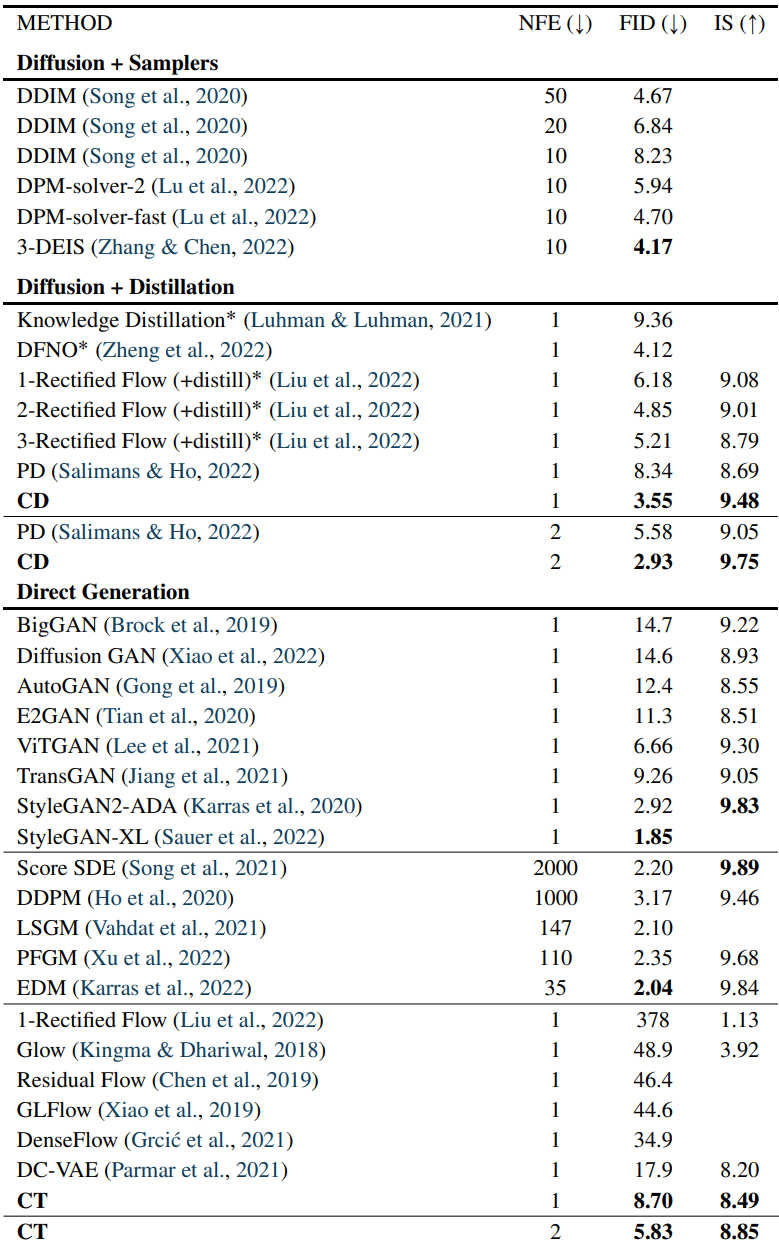 METHOD NFE (↓) FID (↓) IS (↑)
Diffusion + Samplers
DDIM (Song et al., 2020) 50 4.67
DDIM (Song et al., 2020) 20 6.84
DDIM (Song et al., 2020) 10 8.23
DPM-solver-2 (Lu et al., 2022) 10 5.94
DPM-solver-fast (Lu et al., 2022) 10 4.70
3-DEIS (Zhang & Chen, 2022) 10 4.17
Diffusion + Distillation
Knowledge Distillation* (Luhman & Luhman, 2021) 1 9.36
DFNO* (Zheng et al., 2022) 1 4.12
1-Rectified Flow (+distill)* (Liu et al., 2022) 1 6.18 9.08
2-Rectified Flow (+distill)* (Liu et al., 2022) 1 4.85 9.01
3-Rectified Flow (+distill)* (Liu et al., 2022) 1 5.21 8.79
PD (Salimans & Ho, 2022) 1 8.34 8.69
CD 1 3.55 9.48
PD (Salimans & Ho, 2022) 2 5.58 9.05
CD 2 2.93 9.75
Direct Generation
BigGAN (Brock et al., 2019) 1 14.7 9.22
Diffusion GAN (Xiao et al., 2022) 1 14.6 8.93
AutoGAN (Gong et al., 2019) 1 12.4 8.55
E2GAN (Tian et al., 2020) 1 11.3 8.51
ViTGAN (Lee et al., 2021) 1 6.66 9.30
TransGAN (Jiang et al., 2021) 1 9.26 9.05
StyleGAN2-ADA (Karras et al., 2020) 1 2.92 9.83
StyleGAN-XL (Sauer et al., 2022) 1 1.85
Score SDE (Song et al., 2021) 2000 2.20 9.89
DDPM (Ho et al., 2020) 1000 3.17 9.46
LSGM (Vahdat et al., 2021) 147 2.10
PFGM (Xu et al., 2022) 110 2.35 9.68
EDM (Karras et al., 2022) 35 2.04 9.84
1-Rectified Flow (Liu et al., 2022) 1 378 1.13
Glow (Kingma & Dhariwal, 2018) 1 48.9 3.92
Residual Flow (Chen et al., 2019) 1 46.4
GLFlow (Xiao et al., 2019) 1 44.6
DenseFlow (Grcić et al., 2021) 1 34.9
DC-VAE (Parmar et al., 2021) 1 17.9 8.20
CT 1 8.70 8.49
CT 2 5.83 8.85